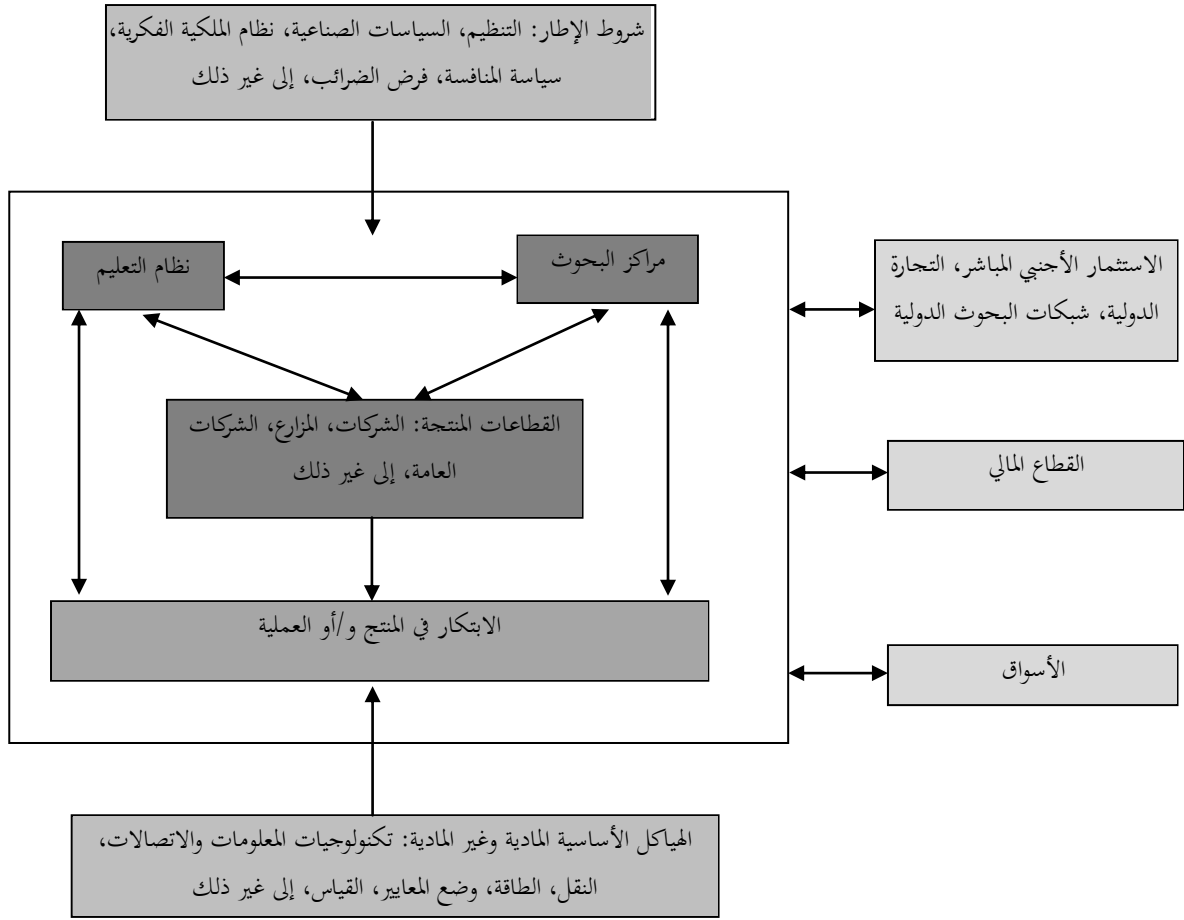 شروط الإطار: التنظيم، السياسات الصناعية، نظام الملكية الفكرية،
سياسة المنافسة، فرض الضرائب، إلى غير ذلك
مراكز البحوث
نظام التعليم
الاستثمار الأجنبي المباشر، التجارة
الدولية، شبكات البحوث الدولية
القطاعات المنتجة: الشركات، المزارع، الشركات
العامة، إلى غير ذلك
القطاع المالي
الابتكار في المنتج و/أو العملية
الأسواق
الهياكل الأساسية المادية وغير المادية: تكنولوجيات المعلومات والاتصالات،
النقل، الطاقة، وضع المعايير، القياس، إلى غير ذلك